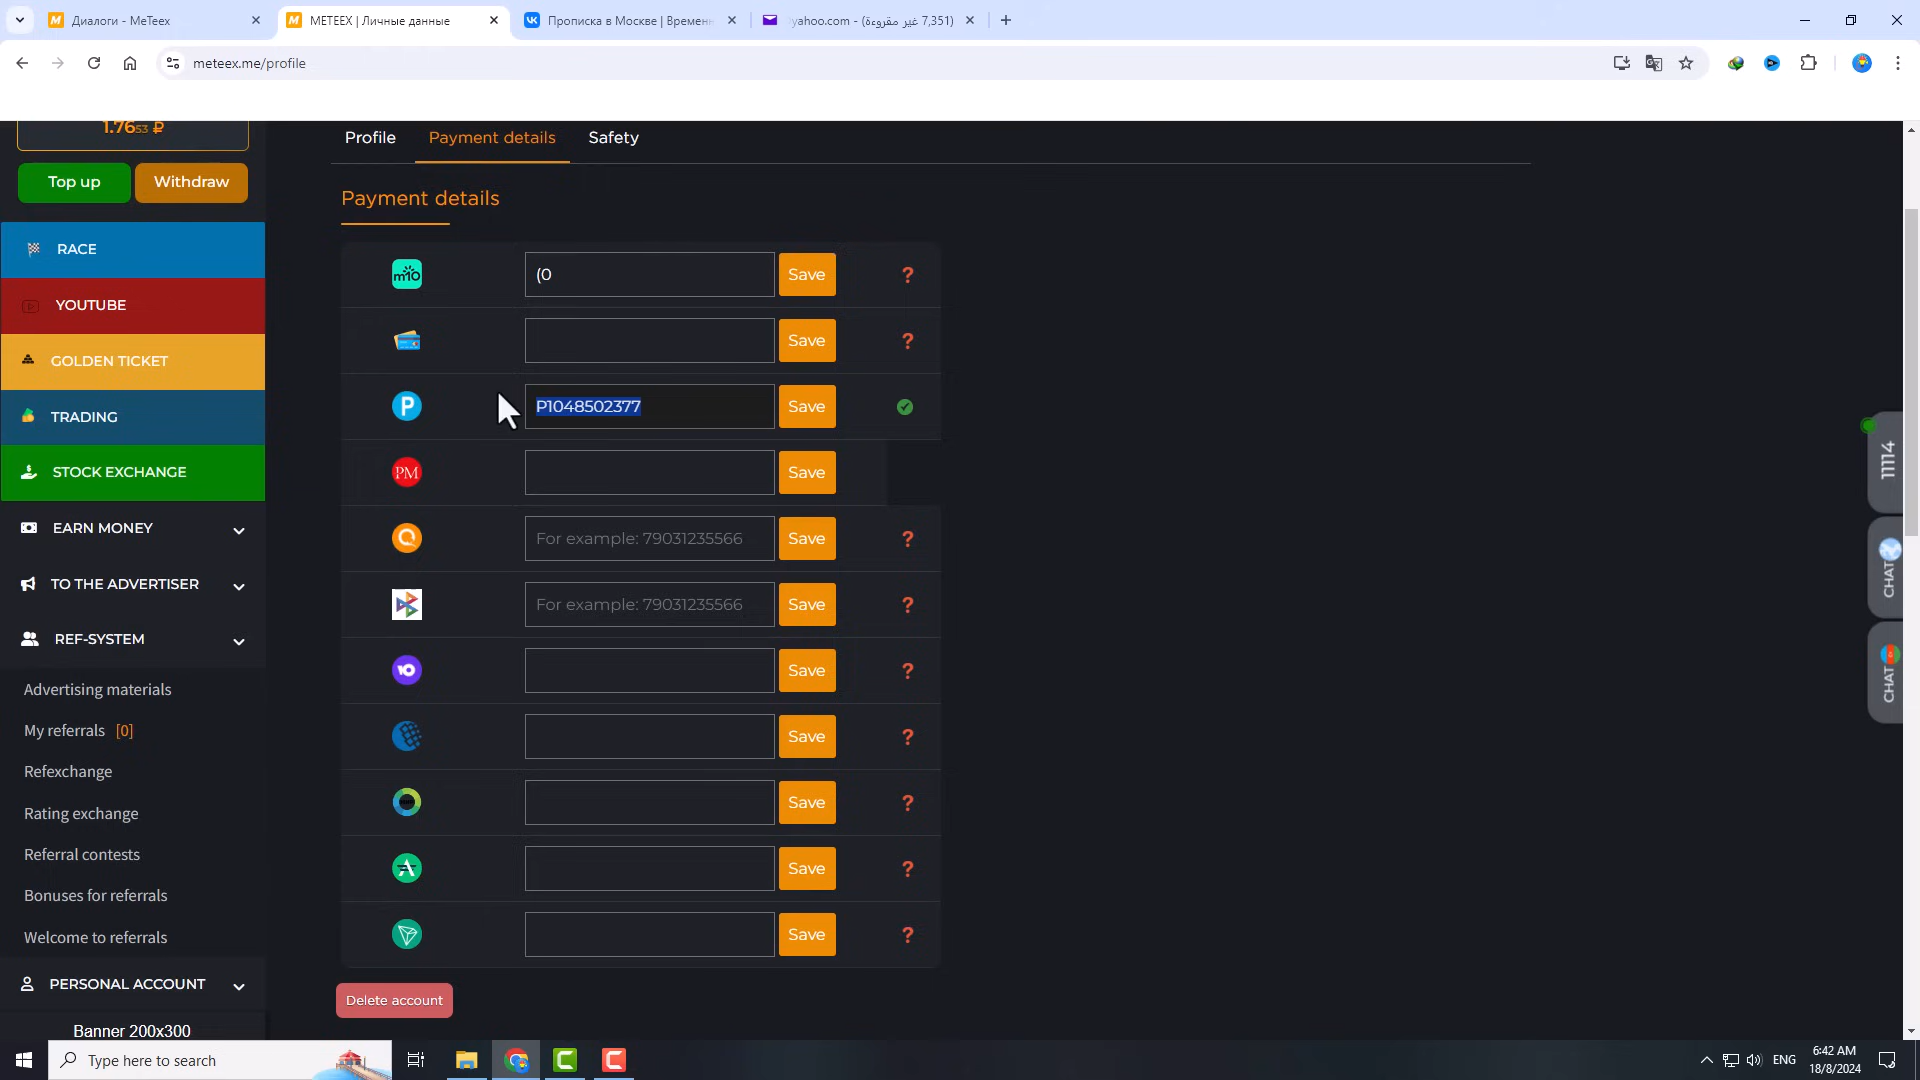 Диалоги - MeTeex
METEEX | Личные данные
Прописка в Москве | Временн
yahoo.com - (7,351 غير مقروءة)
meteex.me/profile
1.7653 ₽
Top up
Withdraw
RACE
YOUTUBE
GOLDEN TICKET
TRADING
STOCK EXCHANGE
EARN MONEY
TO THE ADVERTISER
REF-SYSTEM
Advertising materials
My referrals [0]
Refexchange
Rating exchange
Referral contests
Bonuses for referrals
Welcome to referrals
PERSONAL ACCOUNT
Banner 200x300
Profile
Payment details
Safety
Payment details
m10
(0
Save
?
Save
?
P
P1048502377
Save
PM
Save
For example: 79031235566
Save
?
For example: 79031235566
Save
?
Ю
Save
?
Save
?
Save
?
Save
?
Save
?
Delete account
11114
CHAT
CHAT
Type here to search
ENG
6:42 AM
18/8/2024